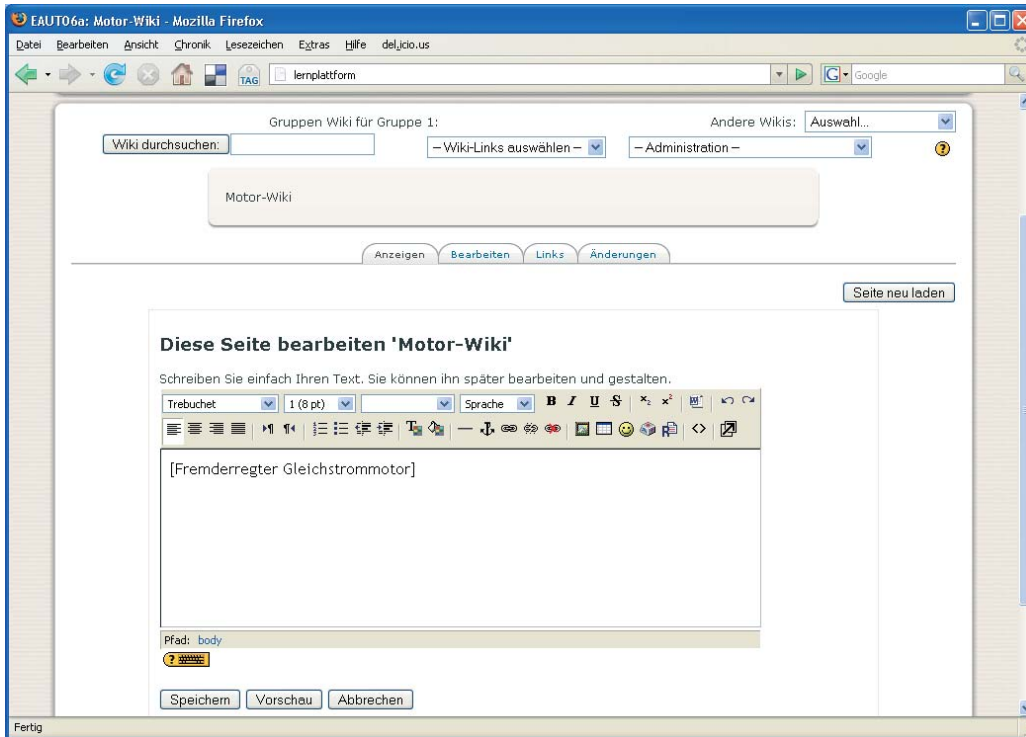 EAUT06a: Motor-Wiki - Mozilla Firefox
Datei Bearbeiten Ansicht Chronik Lesezeichen Extras Hilfe del.icio.us
TAG lernplattform G Google
Gruppen Wiki für Gruppe 1: Andere Wikis: Auswahl...
Wiki durchsuchen: – Wiki-Links auswählen – – Administration – ?
Motor-Wiki
Anzeigen Bearbeiten Links Änderungen
Seite neu laden
Diese Seite bearbeiten 'Motor-Wiki'
Schreiben Sie einfach Ihren Text. Sie können ihn später bearbeiten und gestalten.
Trebuchet 1 (8 pt) Sprache B I U S x₂ x²
[Fremderregter Gleichstrommotor]
Pfad: body
?
Speichern Vorschau Abbrechen
Fertig